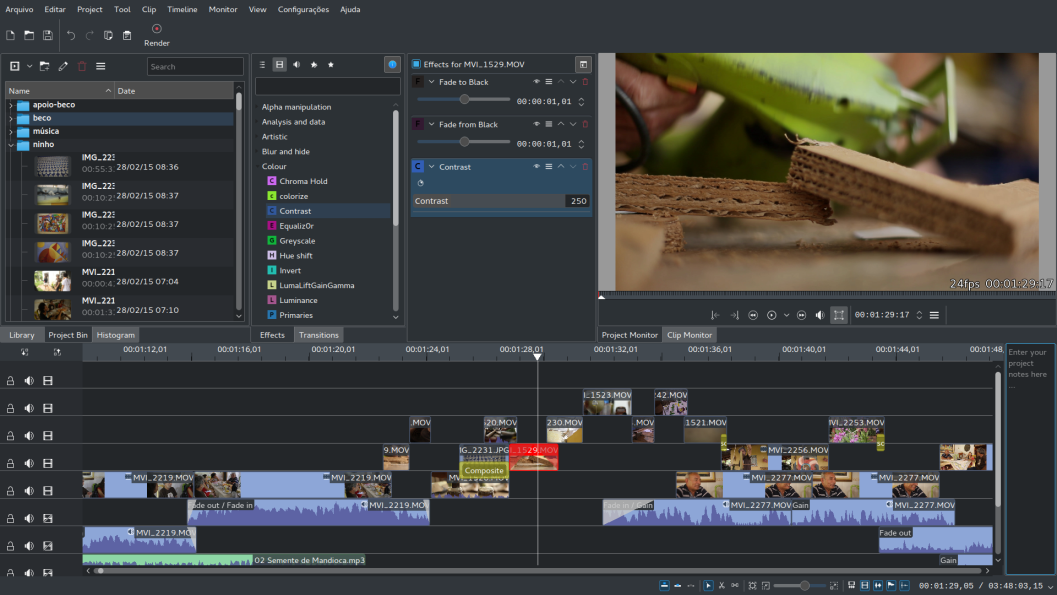 Arquivo Editar Project Tool Clip Timeline Monitor View Configurações Ajuda
Render
Search
Name Date
apoio-beco
beco
música
ninho
IMG_223
00:55:3 28/02/15 08:36
IMG_223
00:10:2 28/02/15 08:37
IMG_223
00:10:2 28/02/15 08:37
IMG_223
00:10:2 28/02/15 08:37
MVI_221
00:00:4 28/02/15 07:04
MVI_221
00:01:3 28/02/15 07:10
Library Project Bin Histogram
Alpha manipulation
Analysis and data
Artistic
Blur and hide
Colour
Chroma Hold
colorize
Contrast
Equaliz0r
Greyscale
Hue shift
Invert
LumaLiftGainGamma
Luminance
Primaries
Effects Transitions
Effects for MVI_1529.MOV
F Fade to Black
00:00:01,01
F Fade from Black
00:00:01,01
C Contrast
Contrast 250
24fps 00:01:29:17
00:01:29:17
Project Monitor Clip Monitor
00:01:12,01 00:01:16,01 00:01:20,01 00:01:24,01 00:01:28,01 00:01:32,01 00:01:36,01 00:01:40,01 00:01:44,01 00:01:48,
Enter your
project
notes here
...
I_1523.MOV 242.MOV
.MOV 520.MOV 230.MOV .MOV 1521.MOV MVI_2253.MOV
9.MOV IMG_2231.JPG I_1529.MOV MVI_2256.MOV
Composite
MVI_2219.MOV MVI_2219.MOV MVI_2277.MOV MVI_2277.MOV
Fade out / Fade in MVI_2219.MOV Fade in / Gain MVI_2277.MOV Gain MVI_2277.MOV
MVI_2219.MOV Fade out
02 Semente de Mandioca.mp3 Gain
00:01:29,05 / 03:48:03,15